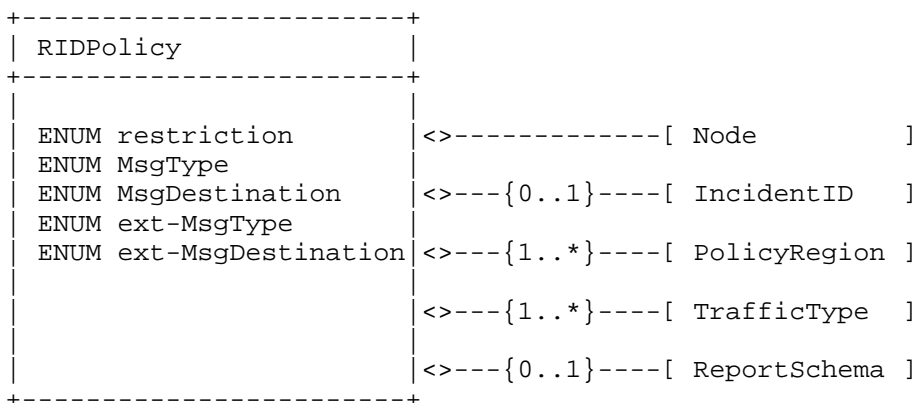 +-------------------------+
| RIDPolicy               |
+-------------------------+
|                         |
| ENUM restriction        |<>-------------[ Node         ]
| ENUM MsgType            |
| ENUM MsgDestination     |<>---{0..1}----[ IncidentID   ]
| ENUM ext-MsgType        |
| ENUM ext-MsgDestination |<>---{1..*}----[ PolicyRegion ]
|                         |
|                         |<>---{1..*}----[ TrafficType  ]
|                         |
|                         |<>---{0..1}----[ ReportSchema ]
+-------------------------+